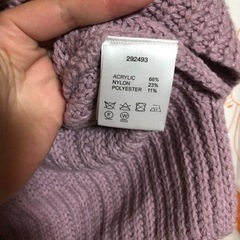 292493
ACRYLIC 66%
NYLON 23%
POLYESTER 11%